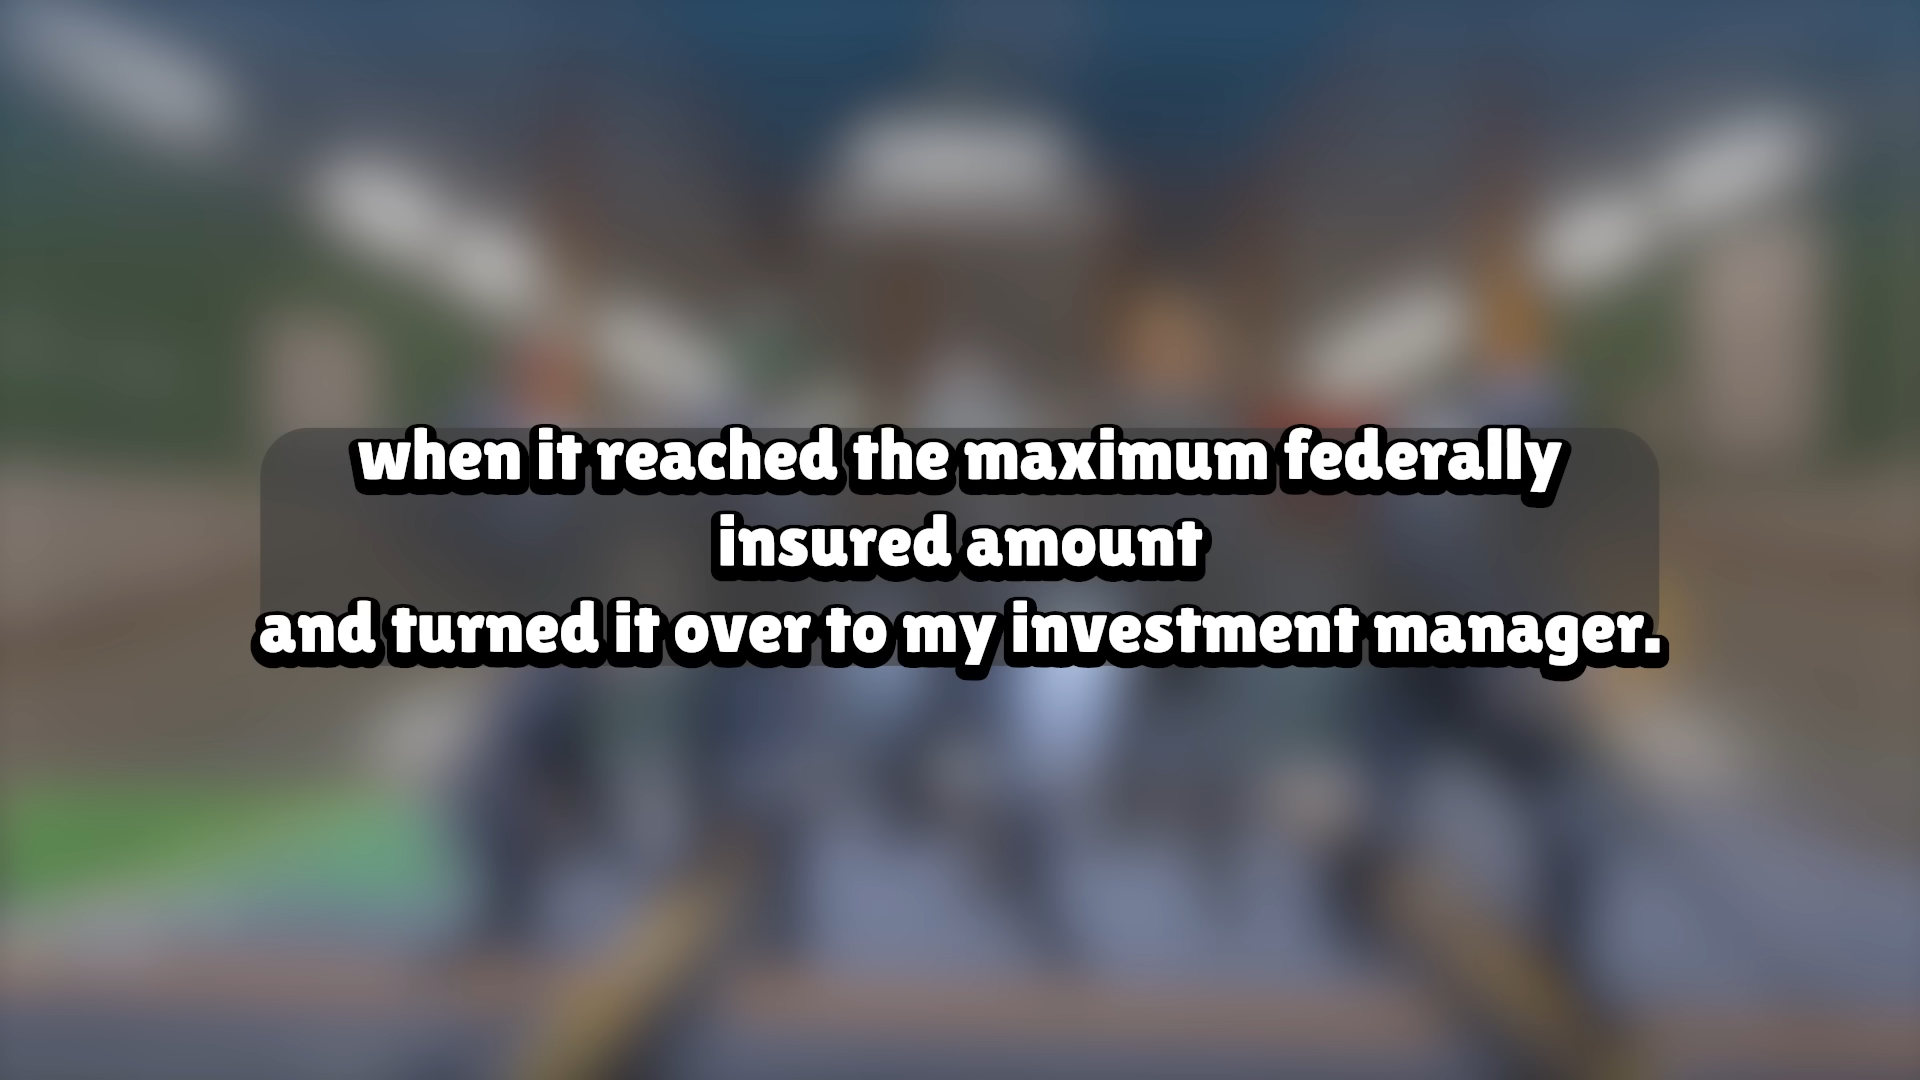 when it reached the maximum federally
insured amount
and turned it over to my investment manager.